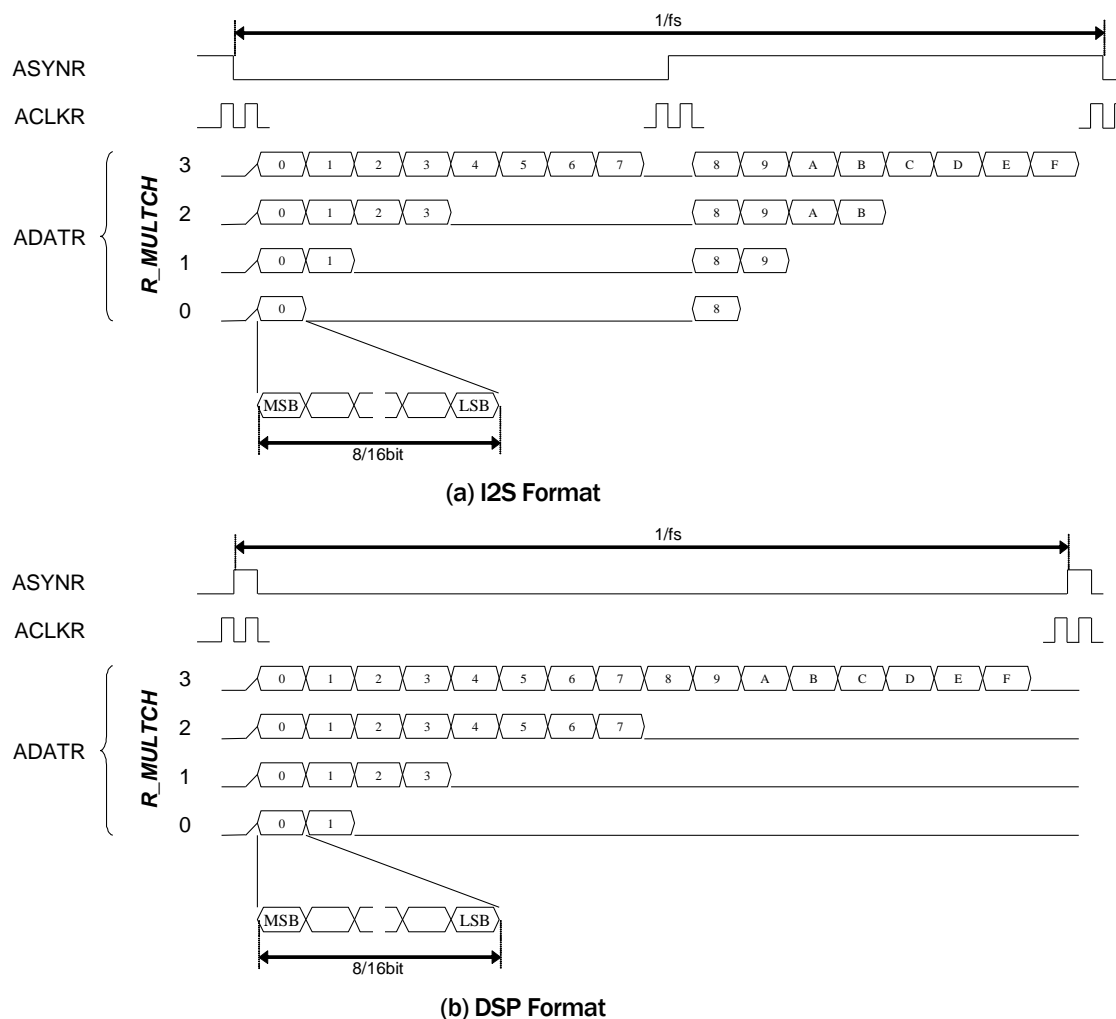 1/fs
ASYNR
ACLKR
ADATR
R_MULTCH
3 0 1 2 3 4 5 6 7 8 9 A B C D E F
2 0 1 2 3 8 9 A B
1 0 1 8 9
0 0 8
MSB LSB
8/16bit
(a) I2S Format
1/fs
ASYNR
ACLKR
ADATR
R_MULTCH
3 0 1 2 3 4 5 6 7 8 9 A B C D E F
2 0 1 2 3 4 5 6 7
1 0 1 2 3
0 0 1
MSB LSB
8/16bit
(b) DSP Format